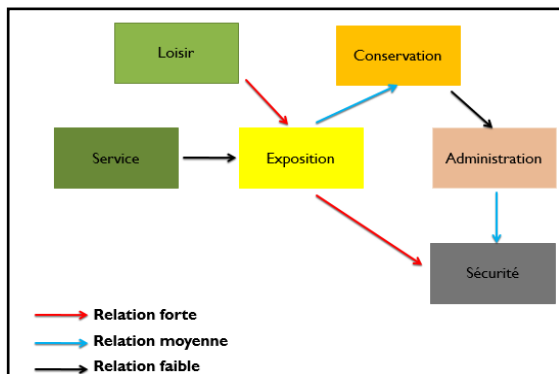 Loisir
Conservation
Service
Exposition
Administration
Sécurité
Relation forte
Relation moyenne
Relation faible